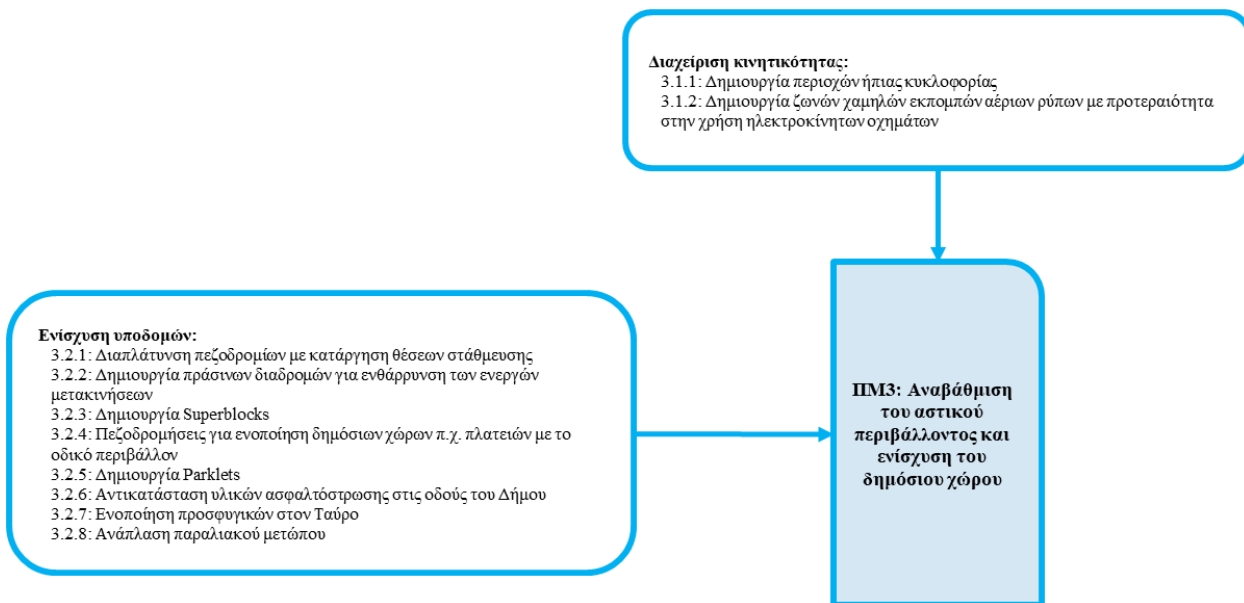 Διαχείριση κινητικότητας:
3.1.1: Δημιουργία περιοχών ήπιας κυκλοφορίας
3.1.2: Δημιουργία ζωνών χαμηλών εκπομπών αέριων ρύπων με προτεραιότητα
στην χρήση ηλεκτροκίνητων οχημάτων
Ενίσχυση υποδομών:
3.2.1: Διαπλάτυνση πεζοδρομίων με κατάργηση θέσεων στάθμευσης
3.2.2: Δημιουργία πράσινων διαδρομών για ενθάρρυνση των ενεργών
μετακινήσεων
3.2.3: Δημιουργία Superblocks
3.2.4: Πεζοδρομήσεις για ενοποίηση δημόσιων χώρων π.χ. πλατειών με το
οδικό περιβάλλον
3.2.5: Δημιουργία Parklets
3.2.6: Αντικατάσταση υλικών ασφαλτόστρωσης στις οδούς του Δήμου
3.2.7: Ενοποίηση προσφυγικών στον Ταύρο
3.2.8: Ανάπλαση παραλιακού μετώπου
ΠΜ3: Αναβάθμιση
του αστικού
περιβάλλοντος και
ενίσχυση του
δημόσιου χώρου